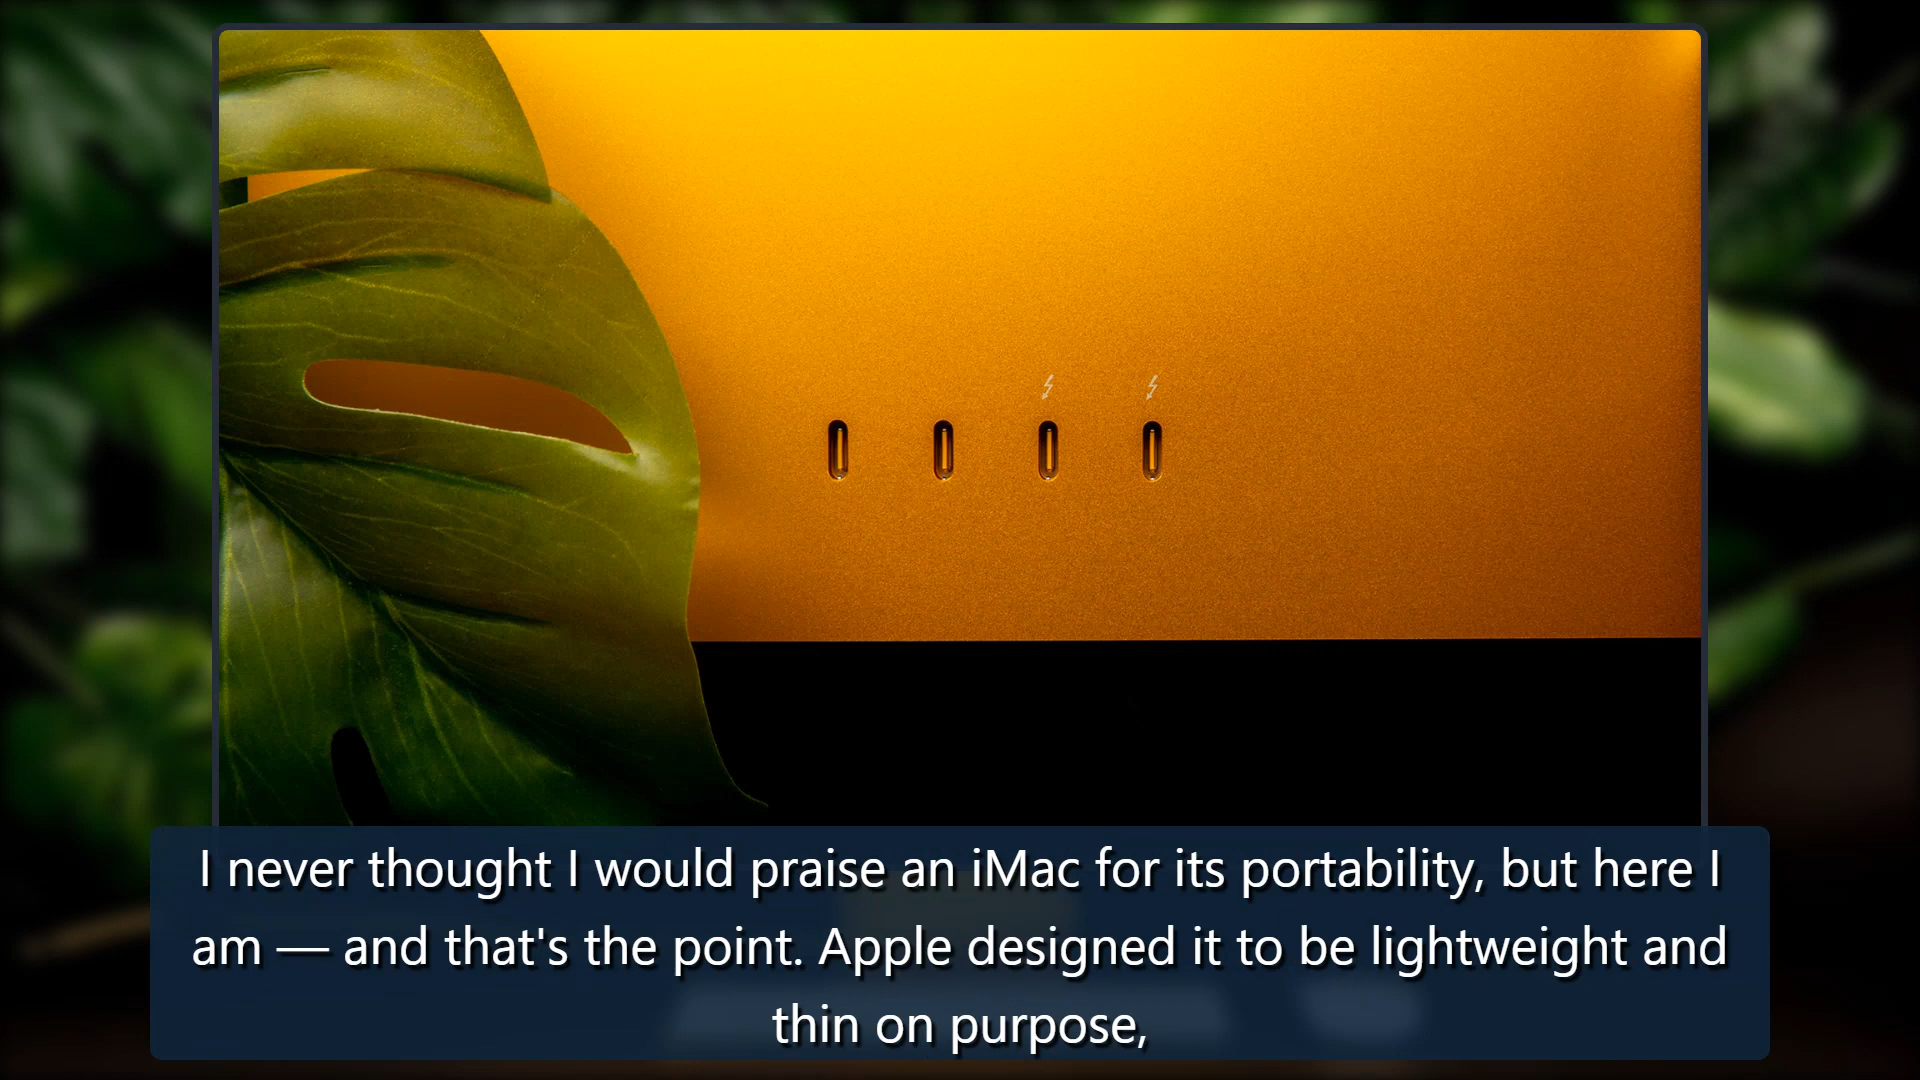 I never thought I would praise an iMac for its portability, but here I
am — and that's the point. Apple designed it to be lightweight and
thin on purpose,